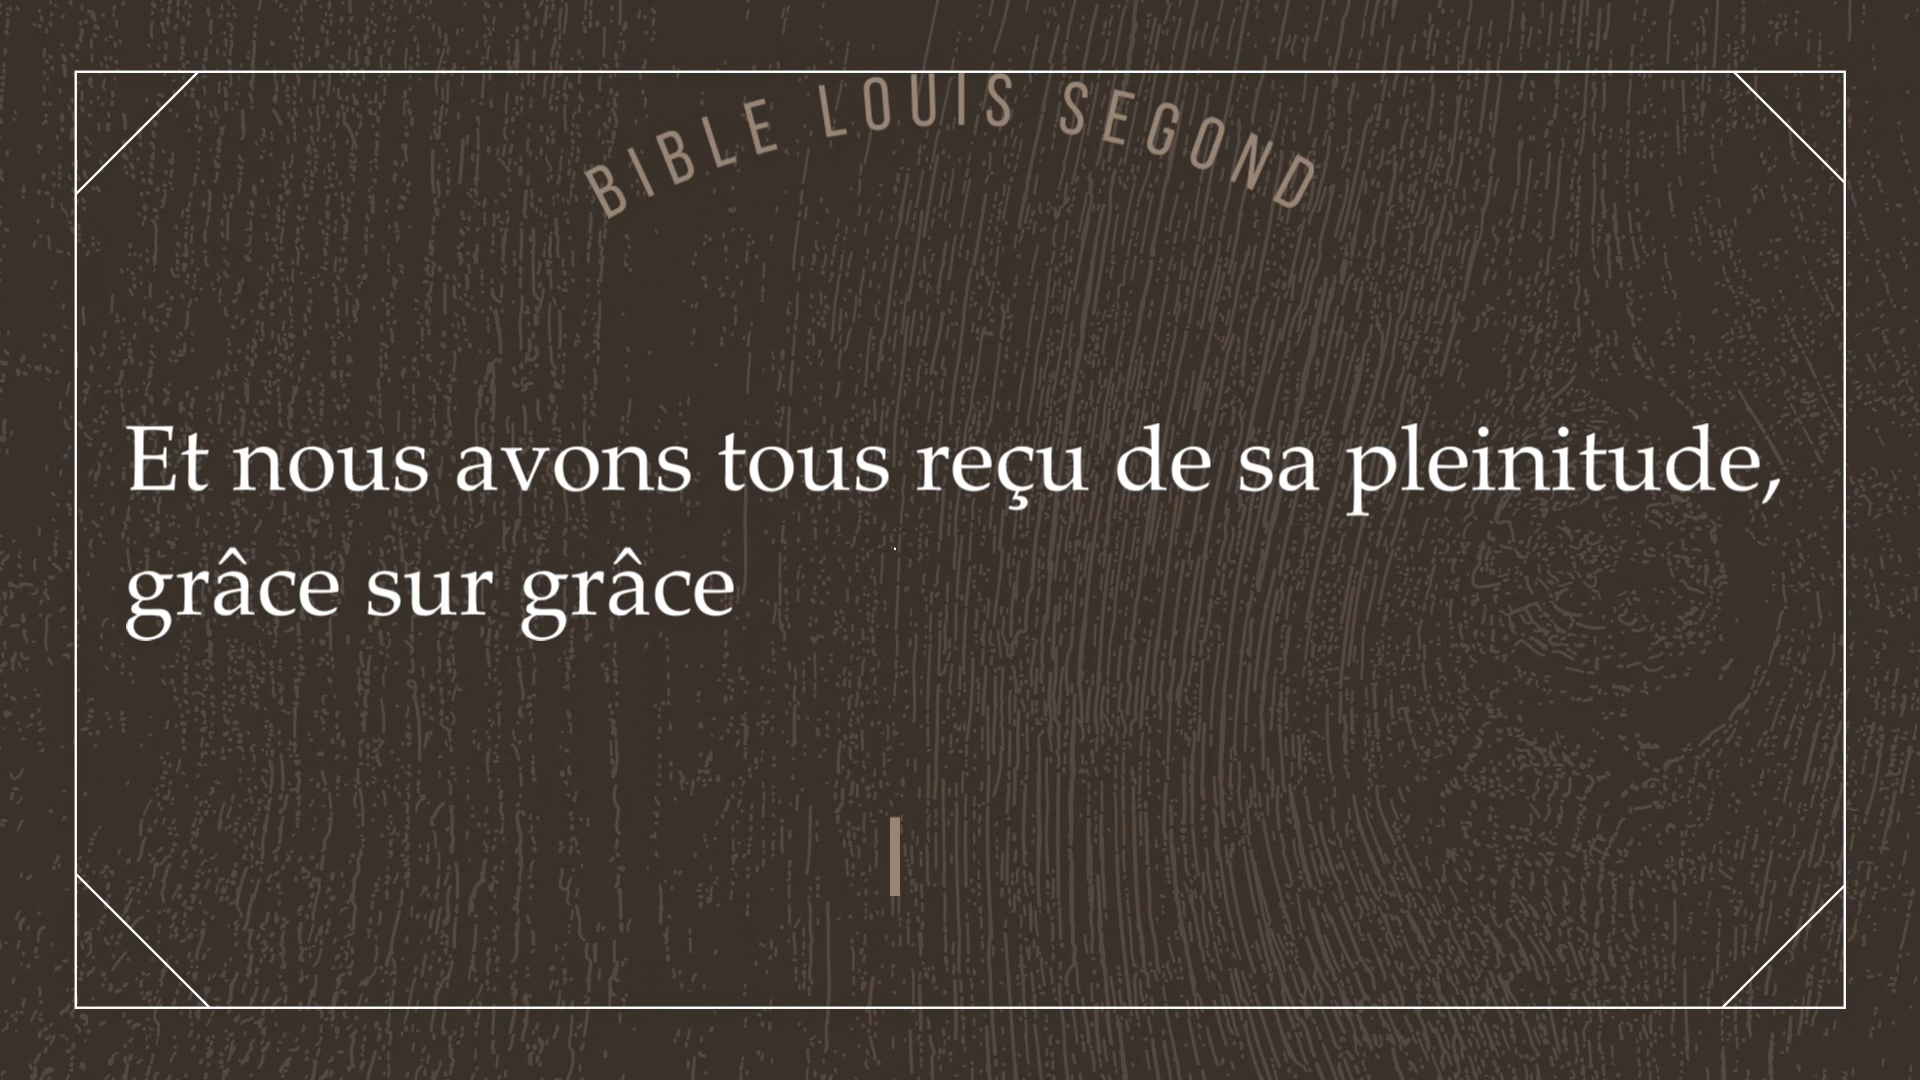 BIBLE LOUIS SEGOND
Et nous avons tous reçu de sa pleinitude,
grâce sur grâce